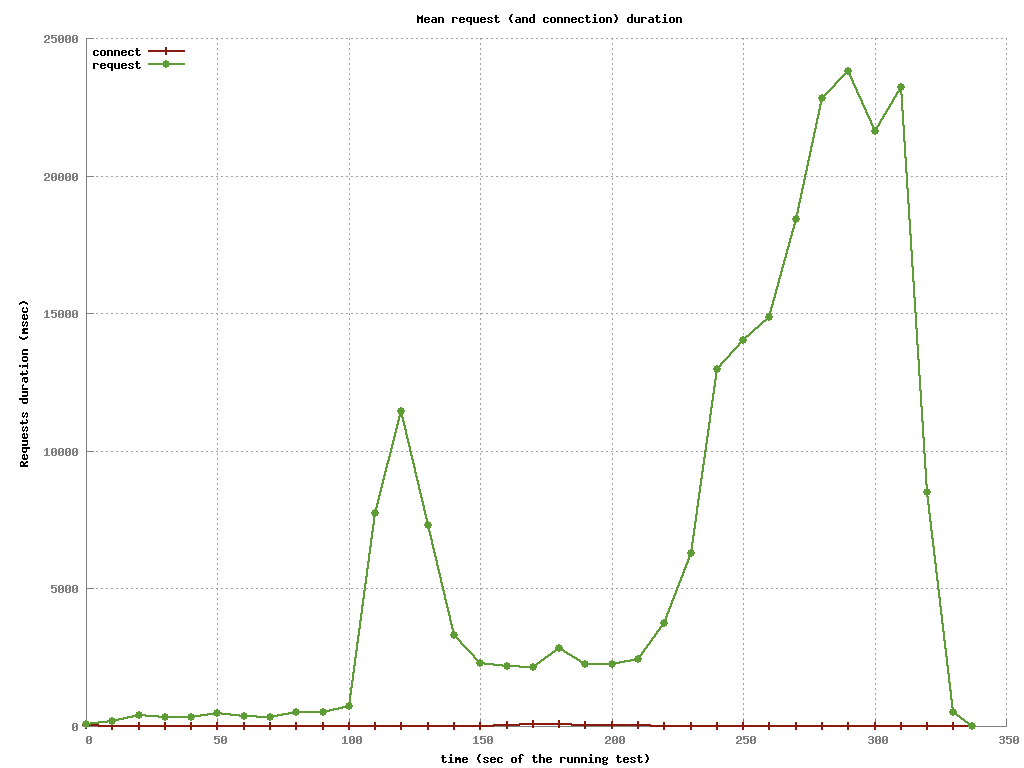 Mean request (and connection) duration
25000
connect
request
20000
15000
10000
5000
0
Requests duration (msec)
0 50 100 150 200 250 300 350
time (sec of the running test)